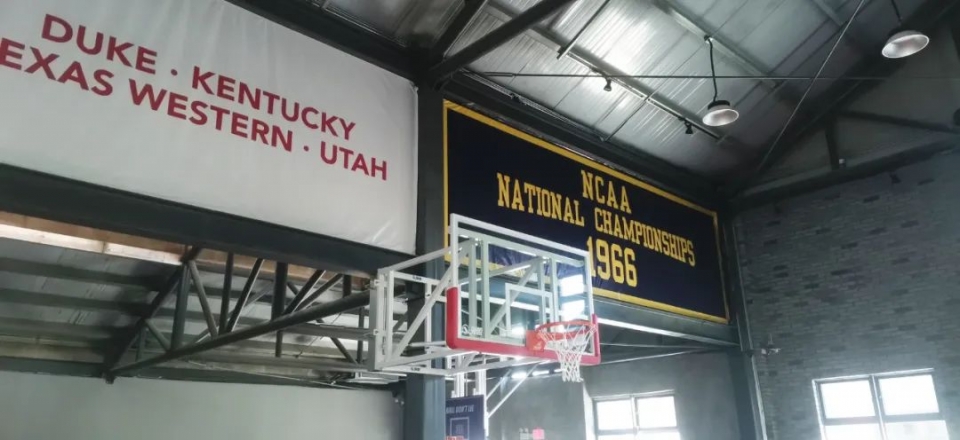 DUKE · KENTUCKY
EXAS WESTERN · UTAH
NCAA
NATIONAL CHAMPIONSHIPS
1966